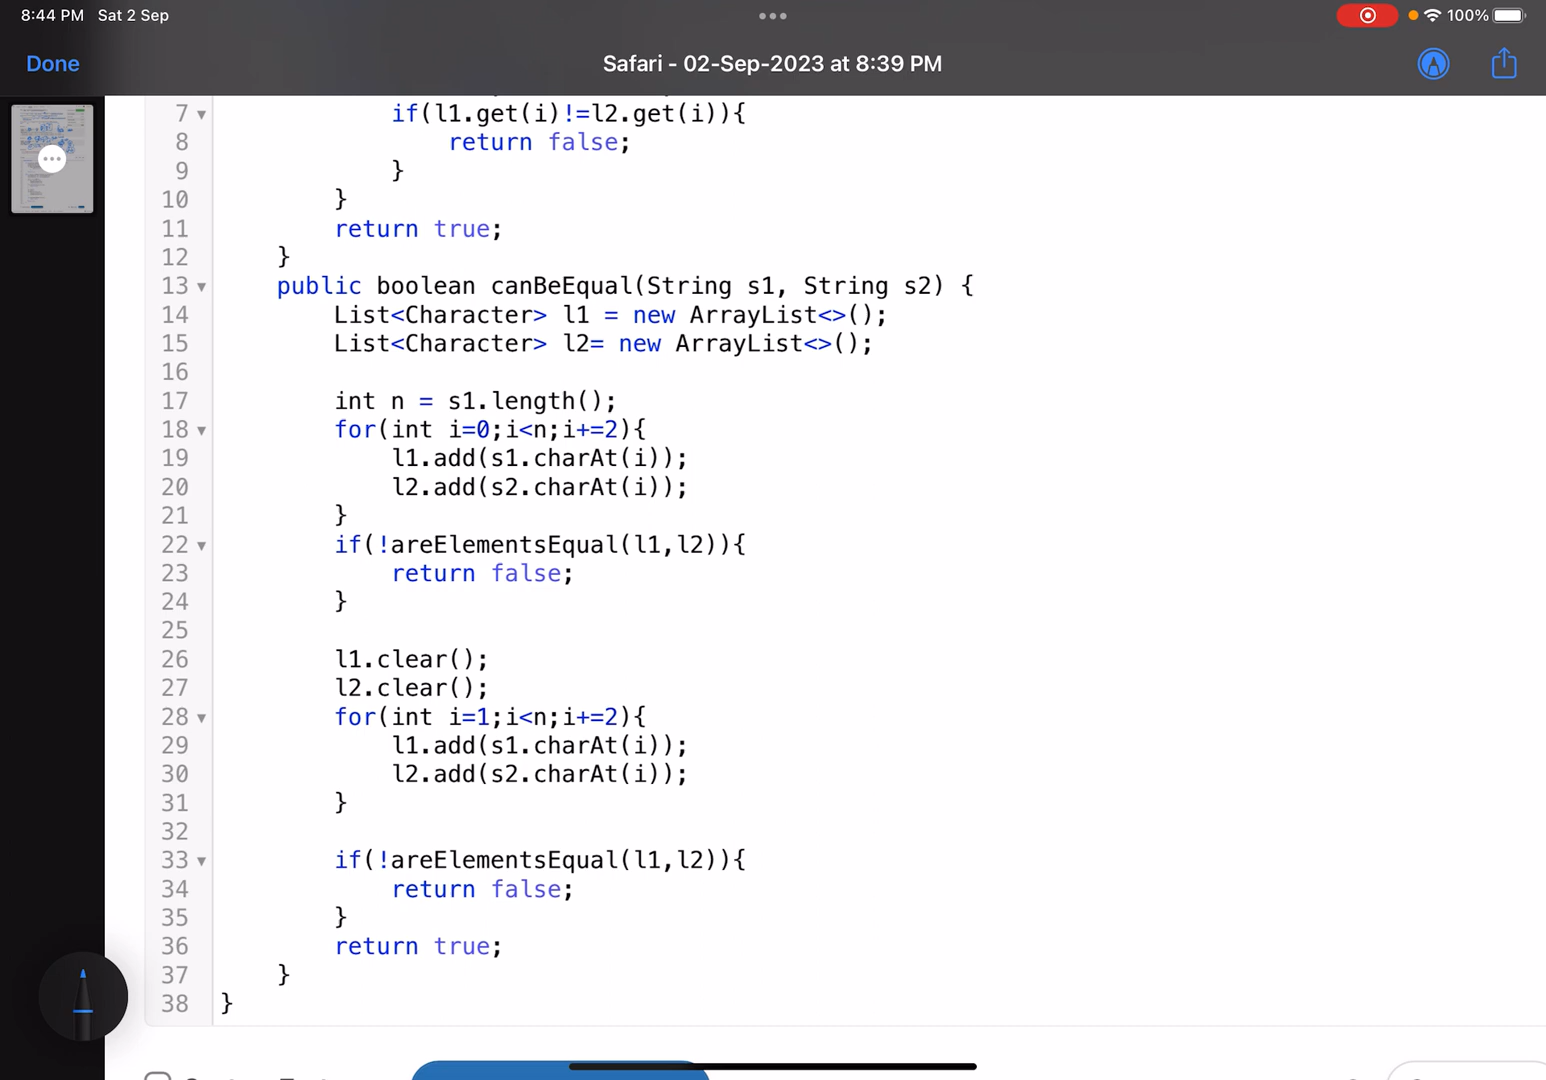 8:44 PM Sat 2 Sep
100%
Done
Safari - 02-Sep-2023 at 8:39 PM
7 if(l1.get(i)!=l2.get(i)){
8 return false;
9 }
10 }
11 return true;
12 }
13 public boolean canBeEqual(String s1, String s2) {
14 List<Character> l1 = new ArrayList<>();
15 List<Character> l2= new ArrayList<>();
16
17 int n = s1.length();
18 for(int i=0;i<n;i+=2){
19 l1.add(s1.charAt(i));
20 l2.add(s2.charAt(i));
21 }
22 if(!areElementsEqual(l1,l2)){
23 return false;
24 }
25
26 l1.clear();
27 l2.clear();
28 for(int i=1;i<n;i+=2){
29 l1.add(s1.charAt(i));
30 l2.add(s2.charAt(i));
31 }
32
33 if(!areElementsEqual(l1,l2)){
34 return false;
35 }
36 return true;
37 }
38 }